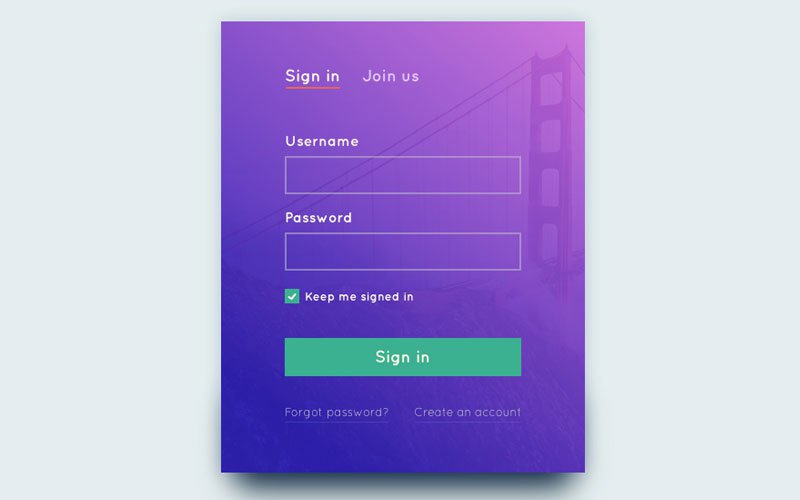 Sign in Join us
Username
Password
Keep me signed in
Sign in
Forgot password? Create an account